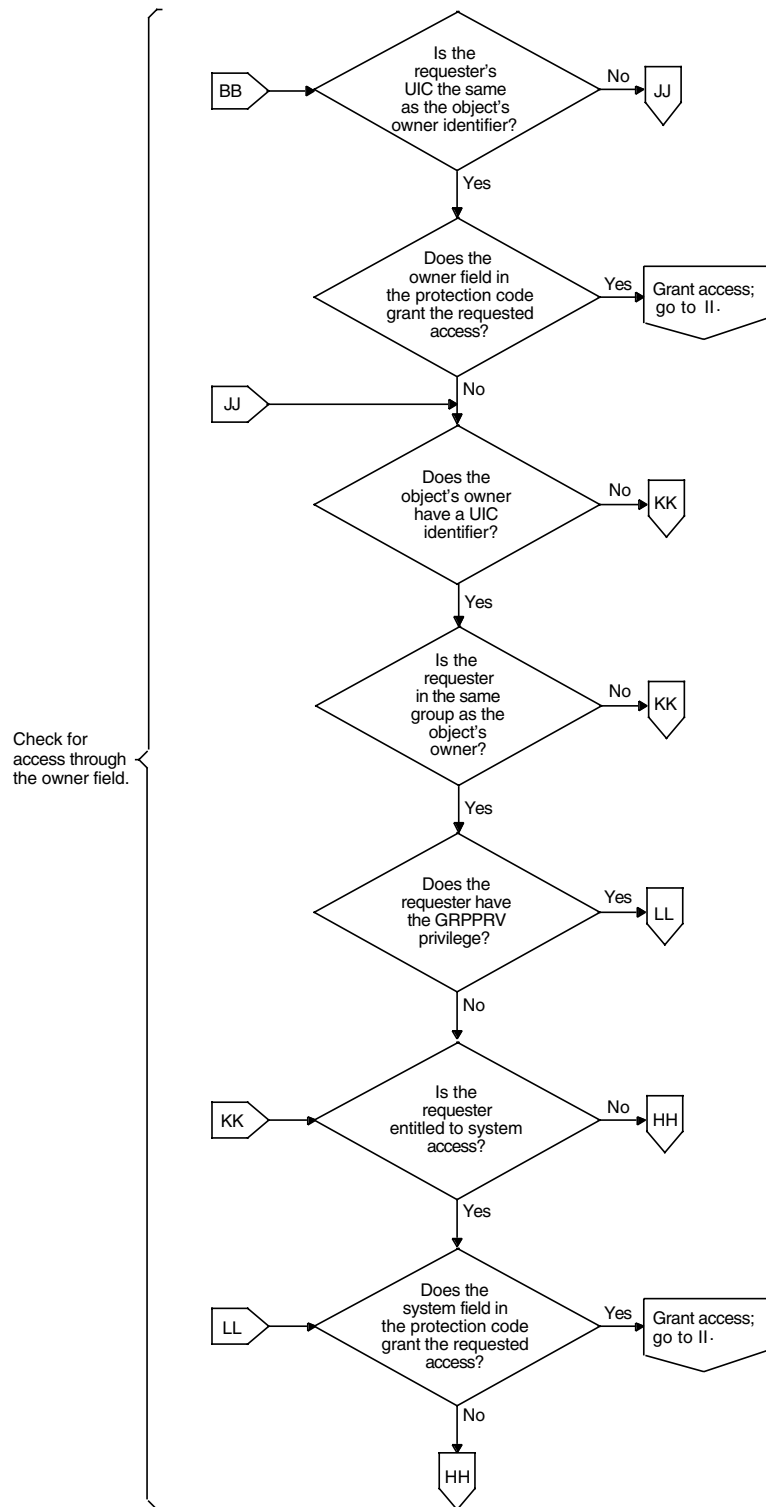 Is the
requester's
UIC the same
as the object's
owner identifier?
BB
No
JJ
Yes
Does the
owner field in
the protection code
grant the requested
access?
Yes
Grant access;
go to II.
No
JJ
Does the
object's owner
have a UIC
identifier?
No
KK
Yes
Is the
requester
in the same
group as the
object's
owner?
No
KK
Check for
access through
the owner field.
Yes
Does the
requester have
the GRPPRV
privilege?
Yes
LL
No
KK
Is the
requester
entitled to system
access?
No
HH
Yes
LL
Does the
system field in
the protection code
grant the requested
access?
Yes
Grant access;
go to II.
No
HH